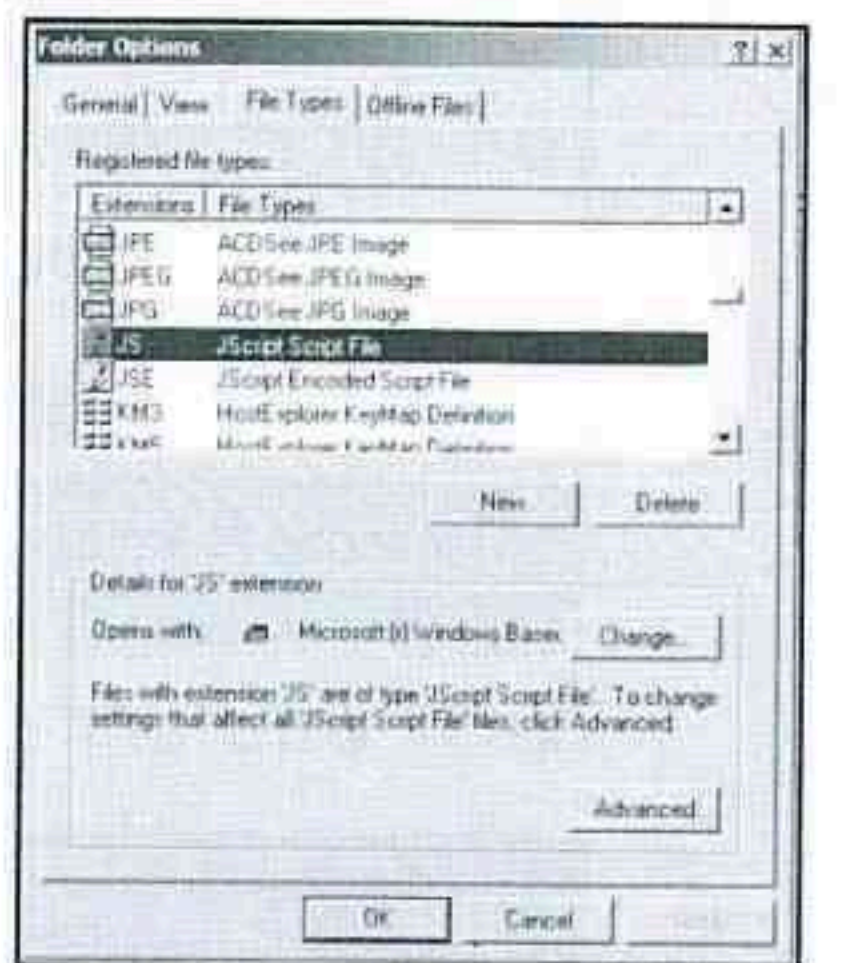 Folder Options
General View File Types Offline Files
Registered file types:
Extensions File Types
JPE ACDSee JPE Image
JPEG ACDSee JPEG Image
JPG ACDSee JPG Image
JS JScript Script File
JSE JScript Encoded Script File
KM3 HostExplorer KeyMap Definition
HostExplorer KeyMap Definition
New Delete
Details for 'JS' extension
Opens with: Microsoft (r) Windows Based Change...
Files with extension 'JS' are of type 'JScript Script File'. To change
settings that affect all 'JScript Script File' files, click Advanced.
Advanced
OK Cancel